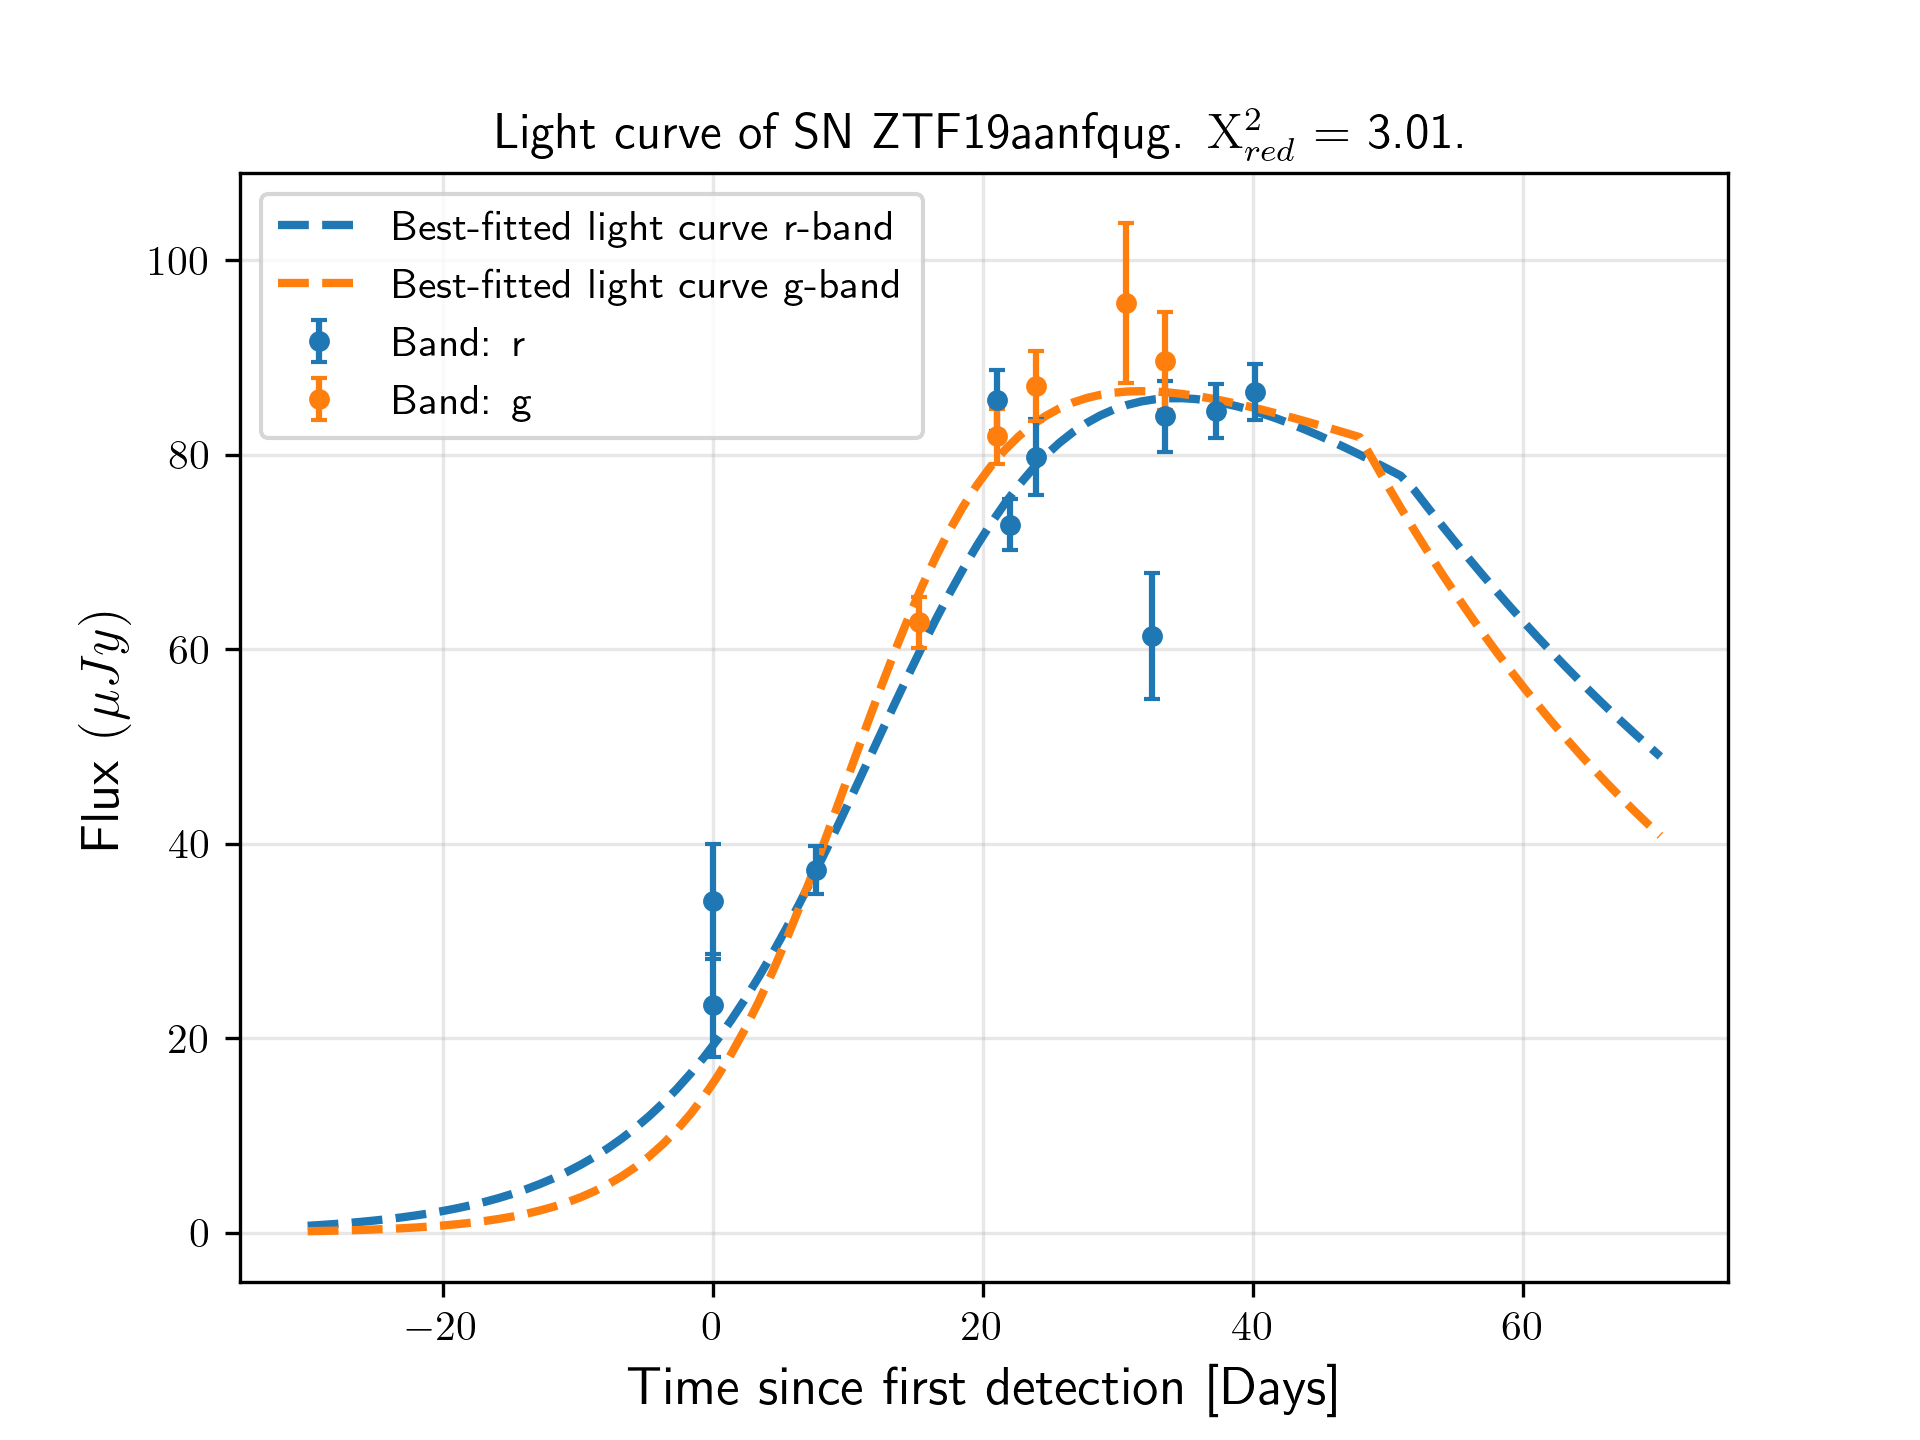 Light curve of SN ZTF19aanfqug. X²_red = 3.01.
Best-fitted light curve r-band
Best-fitted light curve g-band
Band: r
Band: g
Flux (μJy)
100
80
60
40
20
0
−20 0 20 40 60
Time since first detection [Days]